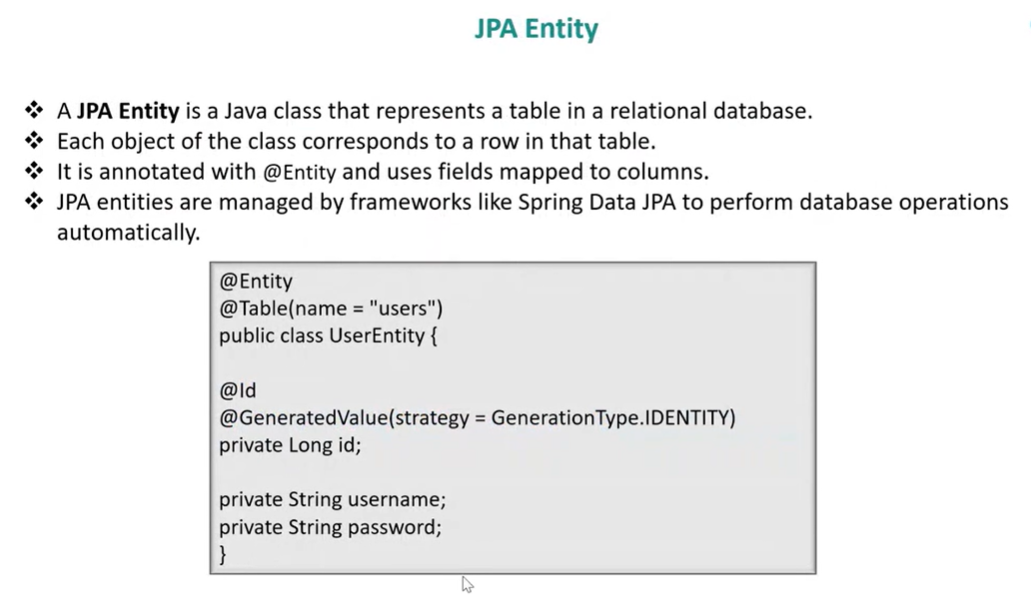 JPA Entity
❖ A JPA Entity is a Java class that represents a table in a relational database.
❖ Each object of the class corresponds to a row in that table.
❖ It is annotated with @Entity and uses fields mapped to columns.
❖ JPA entities are managed by frameworks like Spring Data JPA to perform database operations
automatically.
@Entity
@Table(name = "users")
public class UserEntity {
@Id
@GeneratedValue(strategy = GenerationType.IDENTITY)
private Long id;
private String username;
private String password;
}